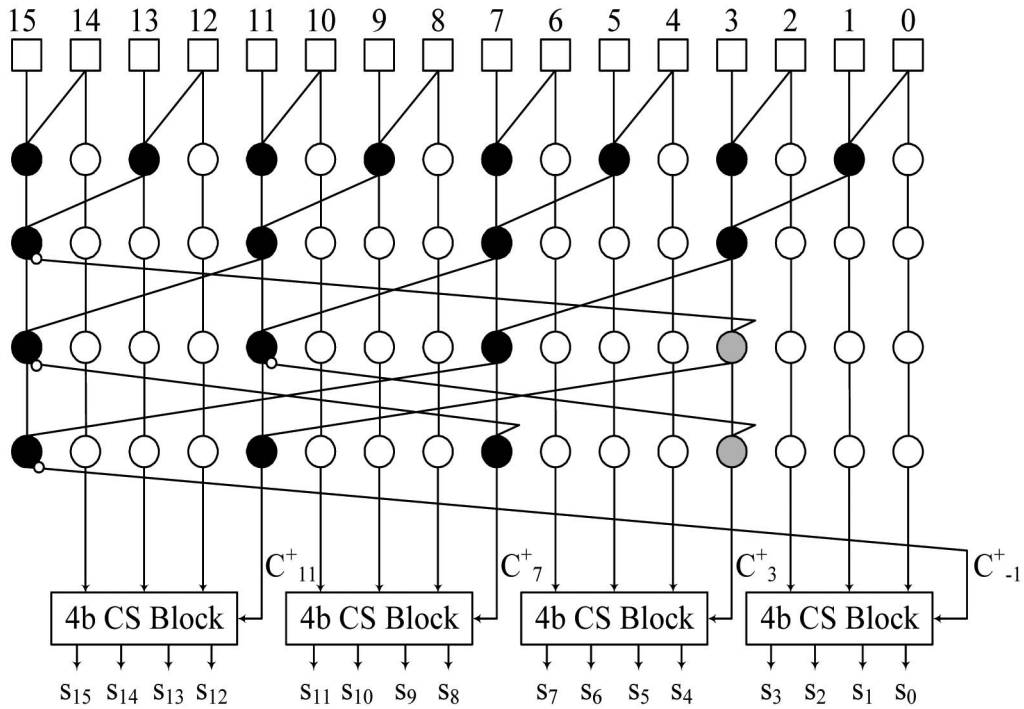 15 14 13 12 11 10 9 8 7 6 5 4 3 2 1 0
C⁺₁₁ C⁺₇ C⁺₃ C⁺₋₁
4b CS Block 4b CS Block 4b CS Block 4b CS Block
s₁₅ s₁₄ s₁₃ s₁₂ s₁₁ s₁₀ s₉ s₈ s₇ s₆ s₅ s₄ s₃ s₂ s₁ s₀